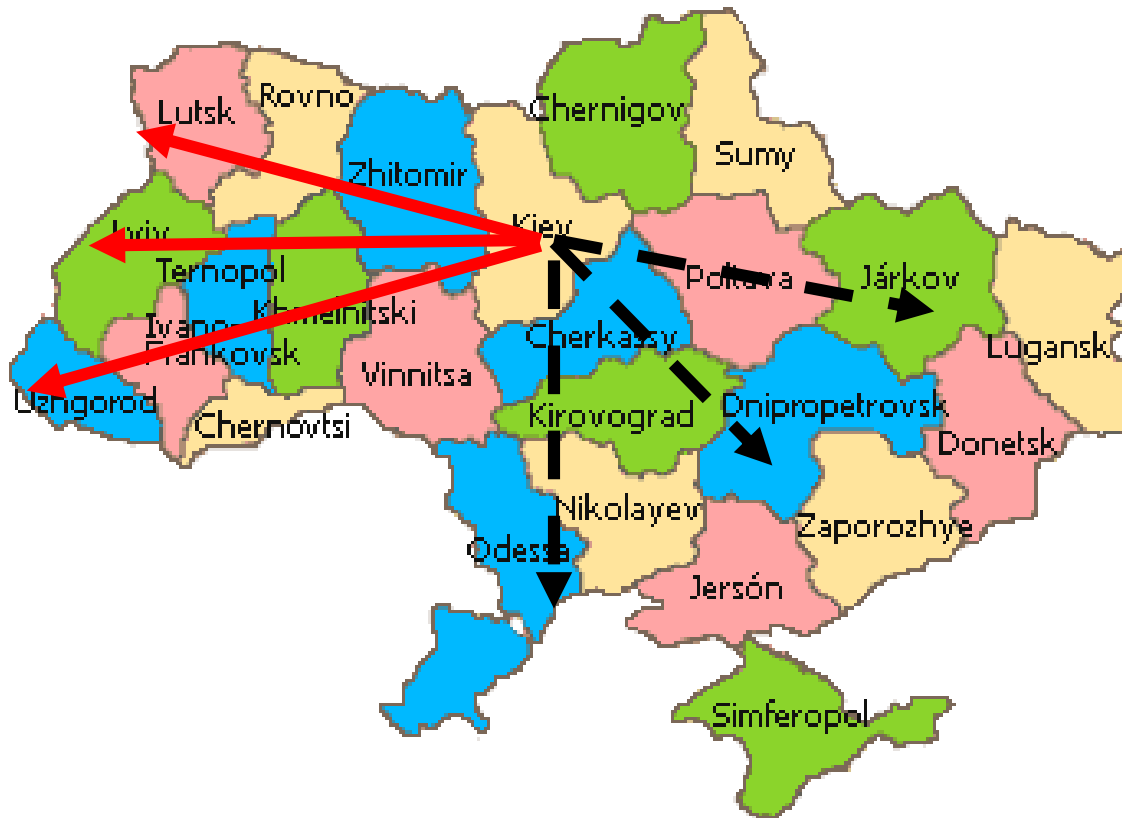 Rovno
Lutsk
Chernigov
Sumy
Zhitomir
Kiev
Lviv
Ternopol
Poltava
Járkov
Ivano
Frankovsk
Khmelnitski
Cherkassy
Lugansk
Vinnitsa
Uzhgorod
Chernovtsi
Kirovograd
Dnipropetrovsk
Donetsk
Nikolayev
Zaporozhye
Odessa
Jersón
Simferopol